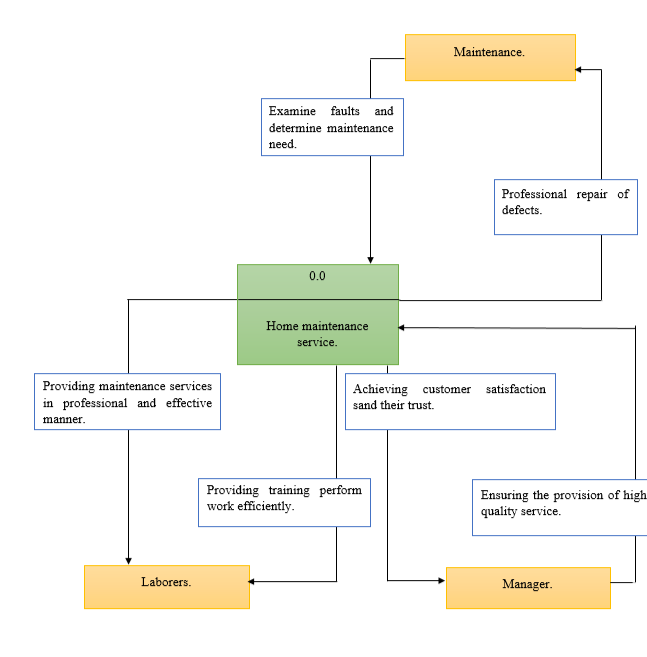 Maintenance.
Examine faults and
determine maintenance
need.
Professional repair of
defects.
0.0
Home maintenance
service.
Providing maintenance services
in professional and effective
manner.
Achieving customer satisfaction
sand their trust.
Providing training perform
work efficiently.
Ensuring the provision of high
quality service.
Laborers.
Manager.